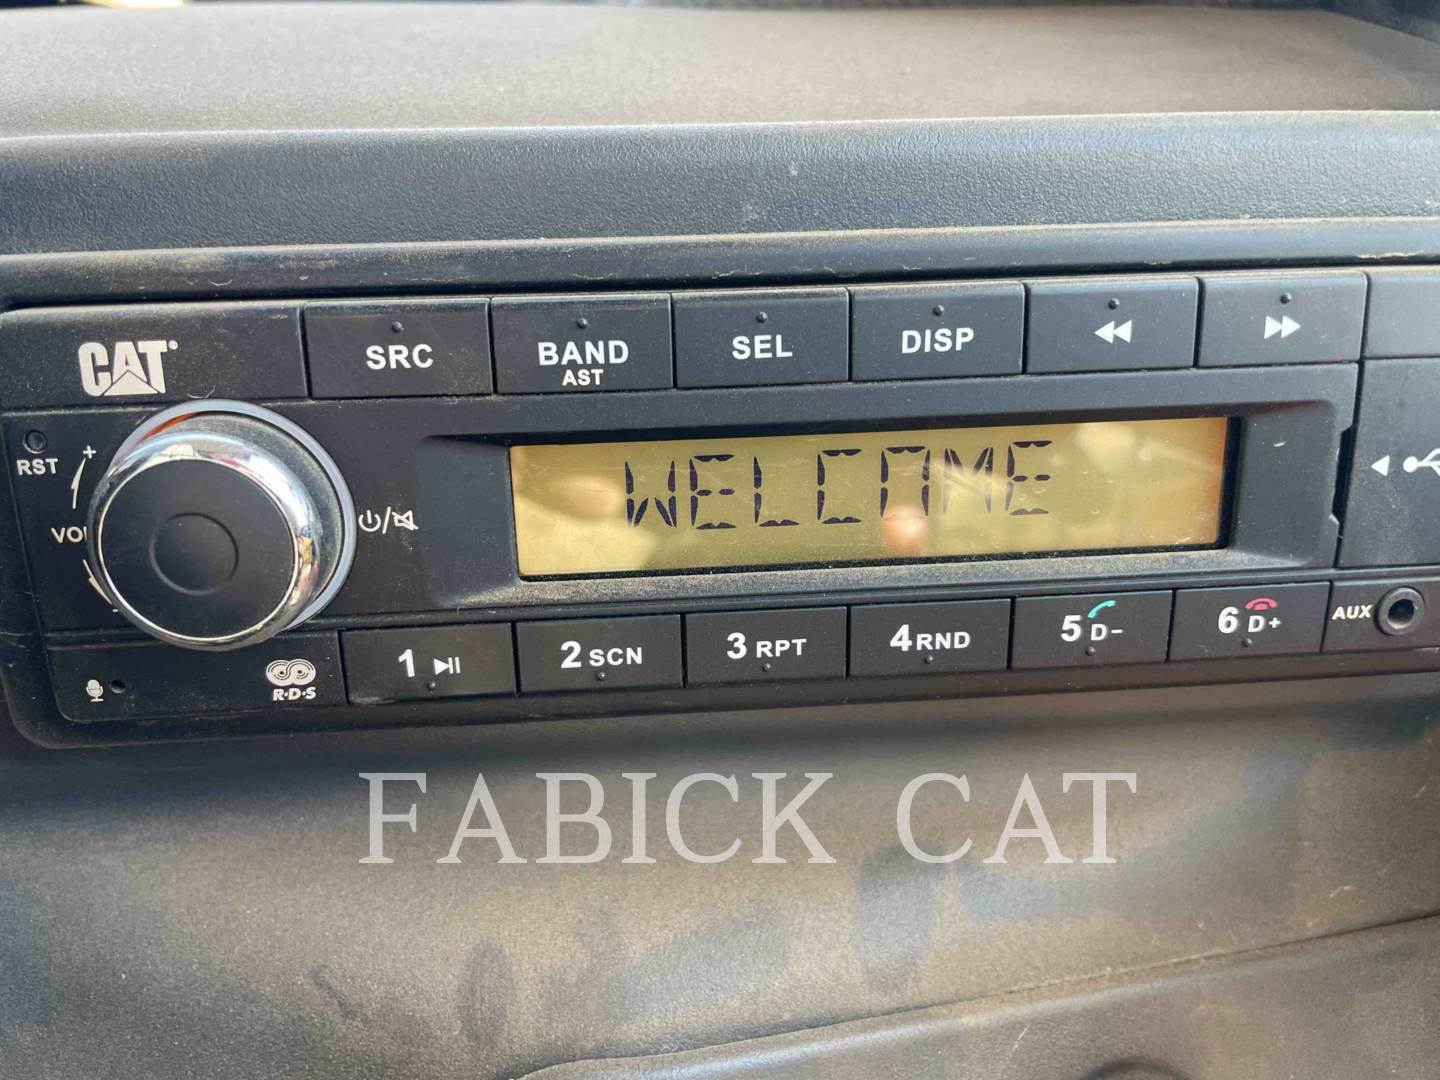 CAT
SRC
BAND
AST
SEL
DISP
RST
+
VOL
WELCOME
R·D·S
1
2 SCN
3 RPT
4 RND
5 D-
6 D+
AUX
FABICK CAT